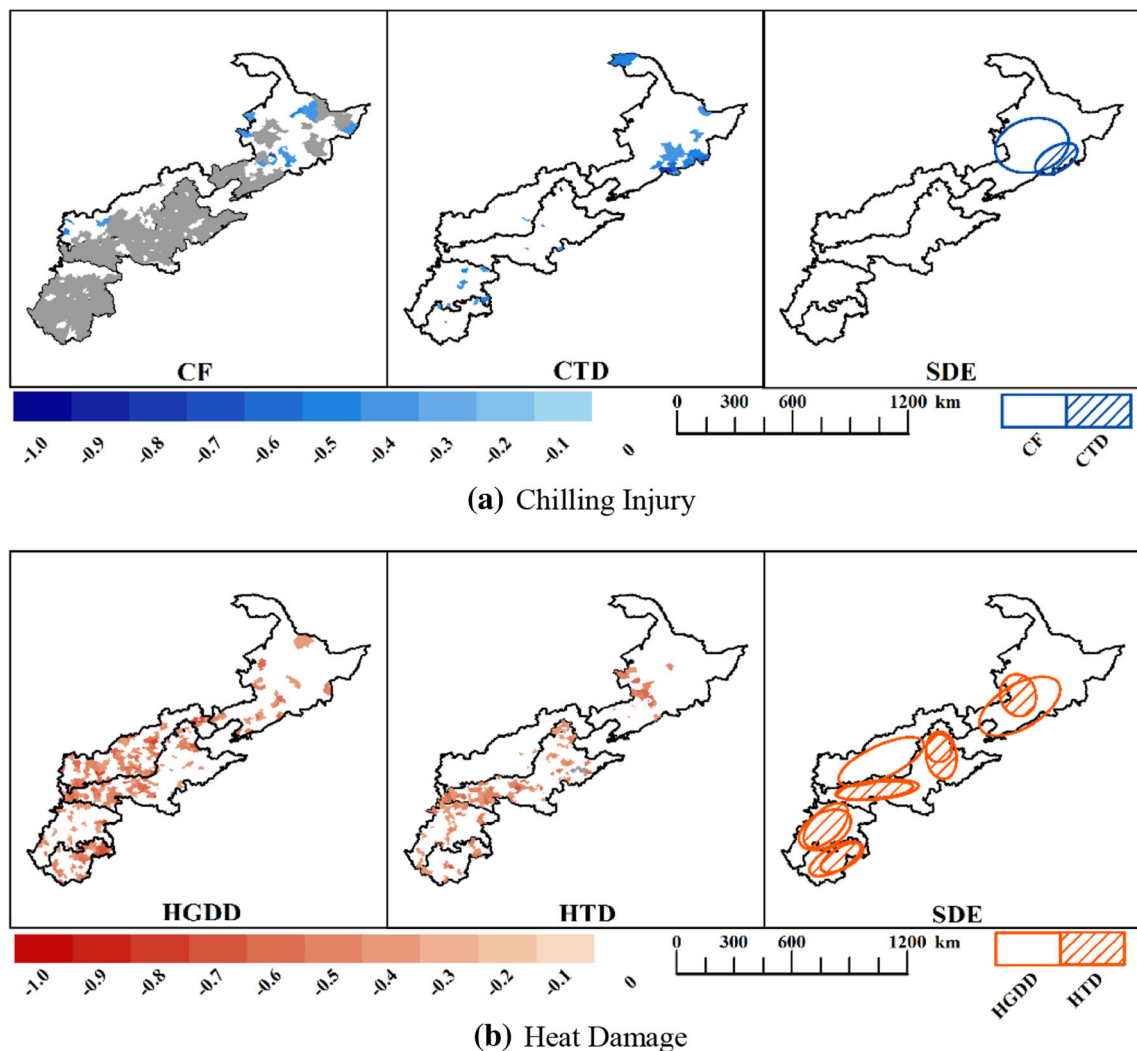 CF CTD SDE
-1.0 -0.9 -0.8 -0.7 -0.6 -0.5 -0.4 -0.3 -0.2 -0.1 0
0 300 600 1200 km
CF CTD
(a) Chilling Injury
HGDD HTD SDE
-1.0 -0.9 -0.8 -0.7 -0.6 -0.5 -0.4 -0.3 -0.2 -0.1 0
0 300 600 1200 km
HGDD HTD
(b) Heat Damage